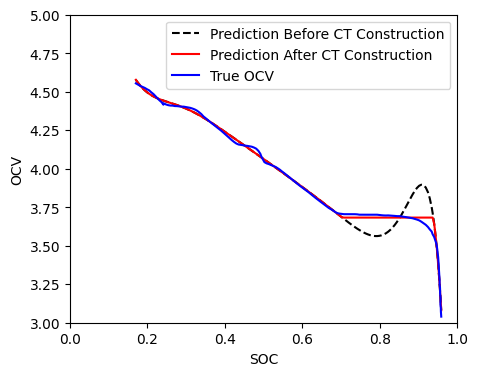 5.00
4.75
4.50
4.25
4.00
3.75
3.50
3.25
3.00
OCV
Prediction Before CT Construction
Prediction After CT Construction
True OCV
0.0 0.2 0.4 0.6 0.8 1.0
SOC